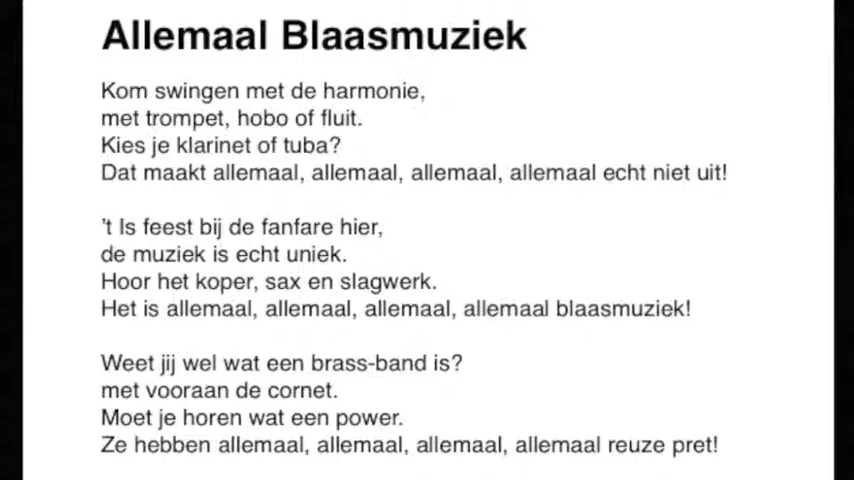 Allemaal Blaasmuziek
Kom swingen met de harmonie,
met trompet, hobo of fluit.
Kies je klarinet of tuba?
Dat maakt allemaal, allemaal, allemaal, allemaal echt niet uit!
't Is feest bij de fanfare hier,
de muziek is echt uniek.
Hoor het koper, sax en slagwerk.
Het is allemaal, allemaal, allemaal, allemaal blaasmuziek!
Weet jij wel wat een brass-band is?
met vooraan de cornet.
Moet je horen wat een power.
Ze hebben allemaal, allemaal, allemaal, allemaal reuze pret!